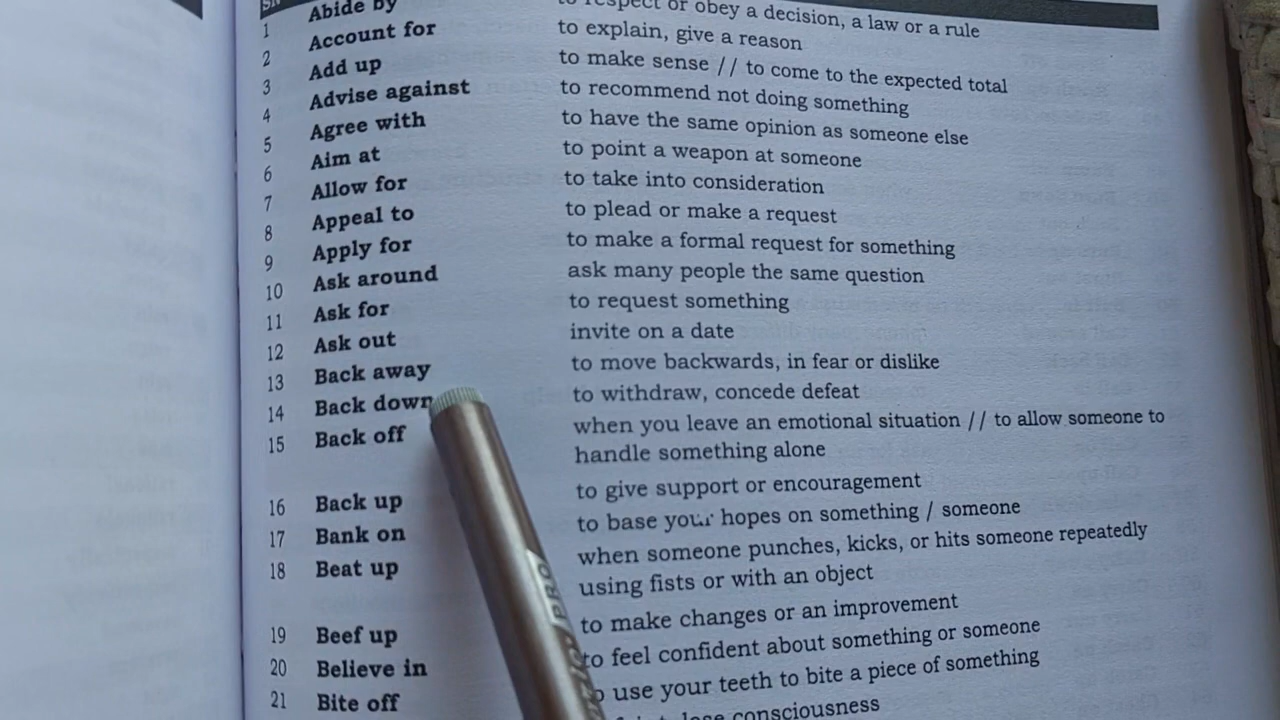 SN
1 Abide by to respect or obey a decision, a law or a rule
2 Account for to explain, give a reason
3 Add up to make sense // to come to the expected total
4 Advise against to recommend not doing something
5 Agree with to have the same opinion as someone else
6 Aim at to point a weapon at someone
7 Allow for to take into consideration
8 Appeal to to plead or make a request
9 Apply for to make a formal request for something
10 Ask around ask many people the same question
11 Ask for to request something
12 Ask out invite on a date
13 Back away to move backwards, in fear or dislike
14 Back down to withdraw, concede defeat
15 Back off when you leave an emotional situation // to allow someone to
handle something alone
16 Back up to give support or encouragement
17 Bank on to base your hopes on something / someone
18 Beat up when someone punches, kicks, or hits someone repeatedly
using fists or with an object
19 Beef up to make changes or an improvement
20 Believe in to feel confident about something or someone
21 Bite off to use your teeth to bite a piece of something
lose consciousness
PRO